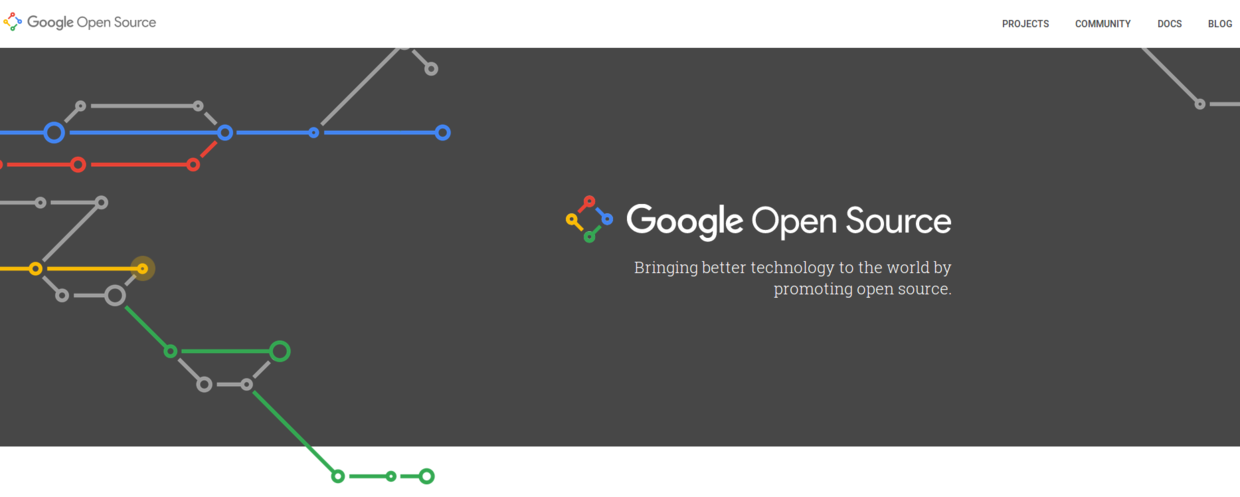 Google Open Source
PROJECTS COMMUNITY DOCS BLOG
Google Open Source
Bringing better technology to the world by
promoting open source.